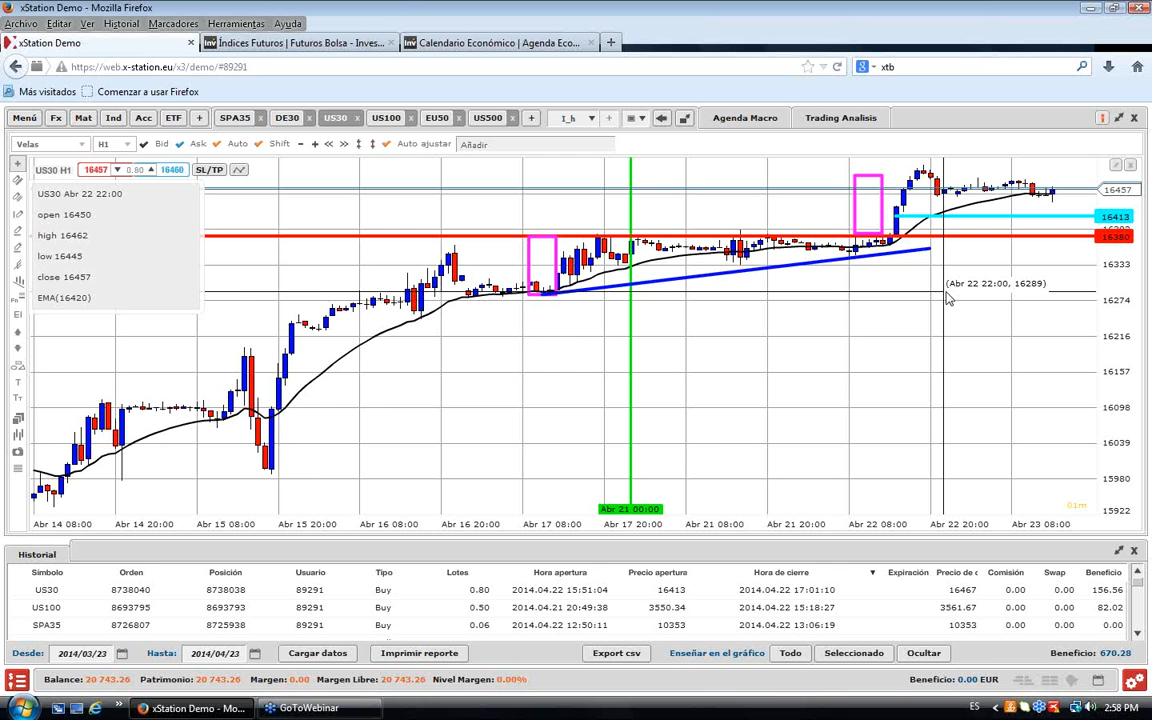 xStation Demo - Mozilla Firefox
Archivo Editar Ver Historial Marcadores Herramientas Ayuda
xStation Demo × Índices Futuros | Futuros Bolsa - Inves... × Calendario Económico | Agenda Eco... × +
https://web.x-station.eu/x3/demo/#89291 xtb
Más visitados Comenzar a usar Firefox
Menú Fx Mat Ind Acc ETF + SPA35 x DE30 x US30 x US100 x EU50 x US500 x + I_h Agenda Macro Trading Analisis
Velas H1 Bid Ask Auto Shift Auto ajustar Añadir
US30 H1 16457 0.80 16460 SL/TP
US30 Abr 22 22:00
open 16450
high 16462
low 16445
close 16457
EMA(16420)
16457
16413
16380
16333
(Abr 22 22:00, 16289)
16274
16216
16157
16098
16039
15980
15922
01m
Abr 21 00:00
Abr 14 08:00 Abr 14 20:00 Abr 15 08:00 Abr 15 20:00 Abr 16 08:00 Abr 16 20:00 Abr 17 08:00 Abr 17 20:00 Abr 21 08:00 Abr 21 20:00 Abr 22 08:00 Abr 22 20:00 Abr 23 08:00
Historial
Símbolo Orden Posición Usuario Tipo Lotes Hora apertura Precio apertura Hora de cierre Expiración Precio de c Comisión Swap Beneficio
US30 8738040 8738038 89291 Buy 0.80 2014.04.22 15:51:04 16413 2014.04.22 17:01:10 16467 0.00 0.00 156.56
US100 8693795 8693793 89291 Buy 0.50 2014.04.21 20:49:38 3550.34 2014.04.22 15:18:27 3561.67 0.00 0.00 82.02
SPA35 8726807 8725938 89291 Buy 0.06 2014.04.22 12:50:11 10353 2014.04.22 13:06:19 10353 0.00 0.00 0.00
Desde: 2014/03/23 Hasta: 2014/04/23 Cargar datos Imprimir reporte Export csv Enseñar en el gráfico Todo Seleccionado Ocultar Beneficio: 670.28
Balance: 20 743.26 Patrimonio: 20 743.26 Margen: 0.00 Margen Libre: 20 743.26 Nivel Margen: 0.00% Beneficio: 0.00 EUR
xStation Demo - Mo... GoToWebinar ES 2:58 PM